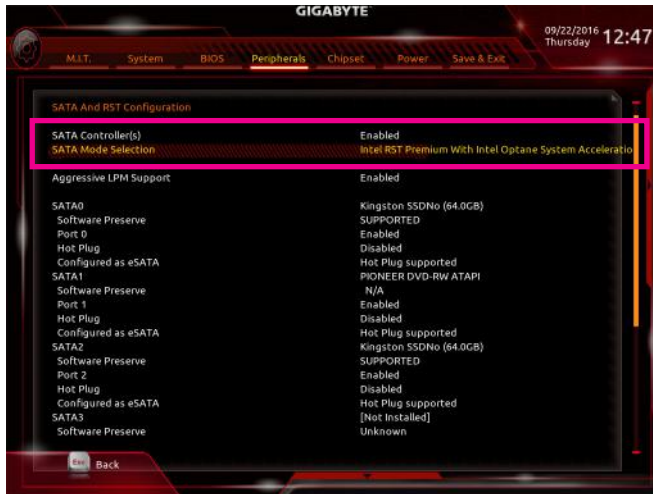 GIGABYTE
09/22/2016 Thursday 12:47
M.I.T. System BIOS Peripherals Chipset Power Save & Exit
SATA And RST Configuration
SATA Controller(s) Enabled
SATA Mode Selection Intel RST Premium With Intel Optane System Acceleratio
Aggressive LPM Support Enabled
SATA0 Kingston SSDNo (64.0GB)
Software Preserve SUPPORTED
Port 0 Enabled
Hot Plug Disabled
Configured as eSATA Hot Plug supported
SATA1 PIONEER DVD-RW ATAPI
Software Preserve N/A
Port 1 Enabled
Hot Plug Disabled
Configured as eSATA Hot Plug supported
SATA2 Kingston SSDNo (64.0GB)
Software Preserve SUPPORTED
Port 2 Enabled
Hot Plug Disabled
Configured as eSATA Hot Plug supported
SATA3 [Not Installed]
Software Preserve Unknown
Esc Back